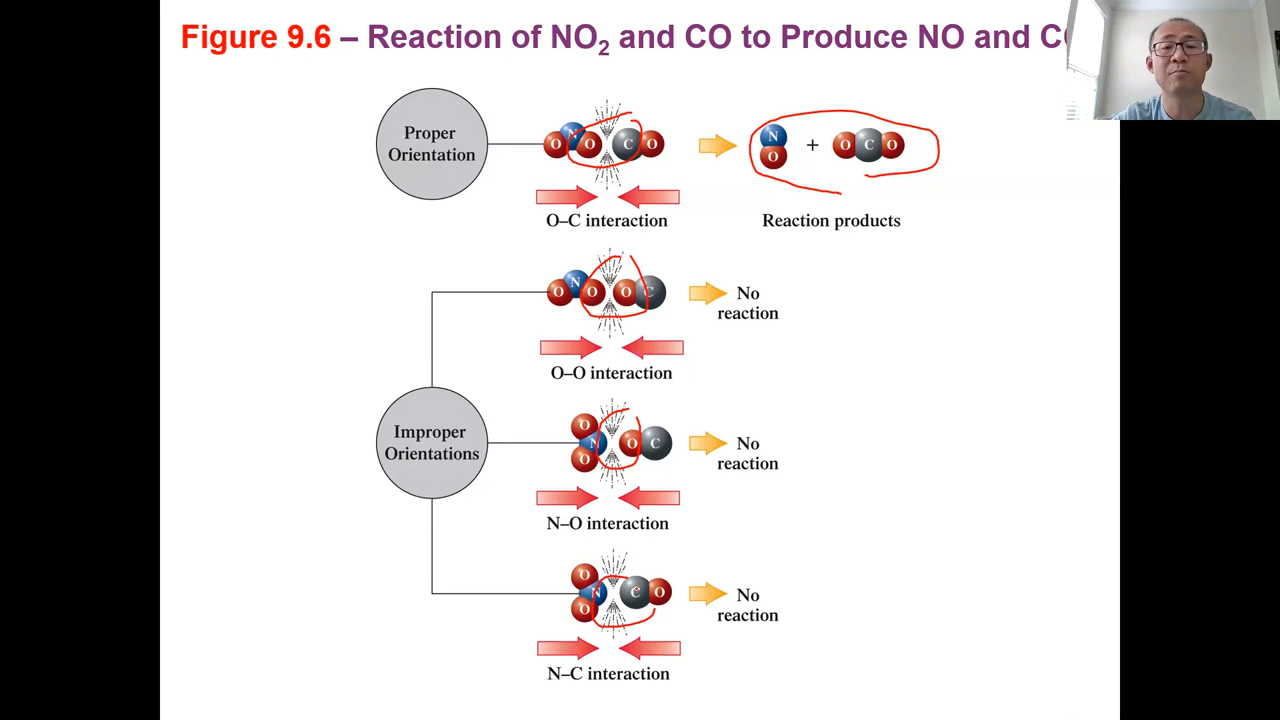 Figure 9.6 – Reaction of NO2 and CO to Produce NO and
Proper
Orientation
O N O C O
N
O
+
O C O
O–C interaction
Reaction products
O N O O C
No
reaction
O–O interaction
Improper
Orientations
O
N
O
O C
No
reaction
N–O interaction
O
N
O
C O
No
reaction
N–C interaction